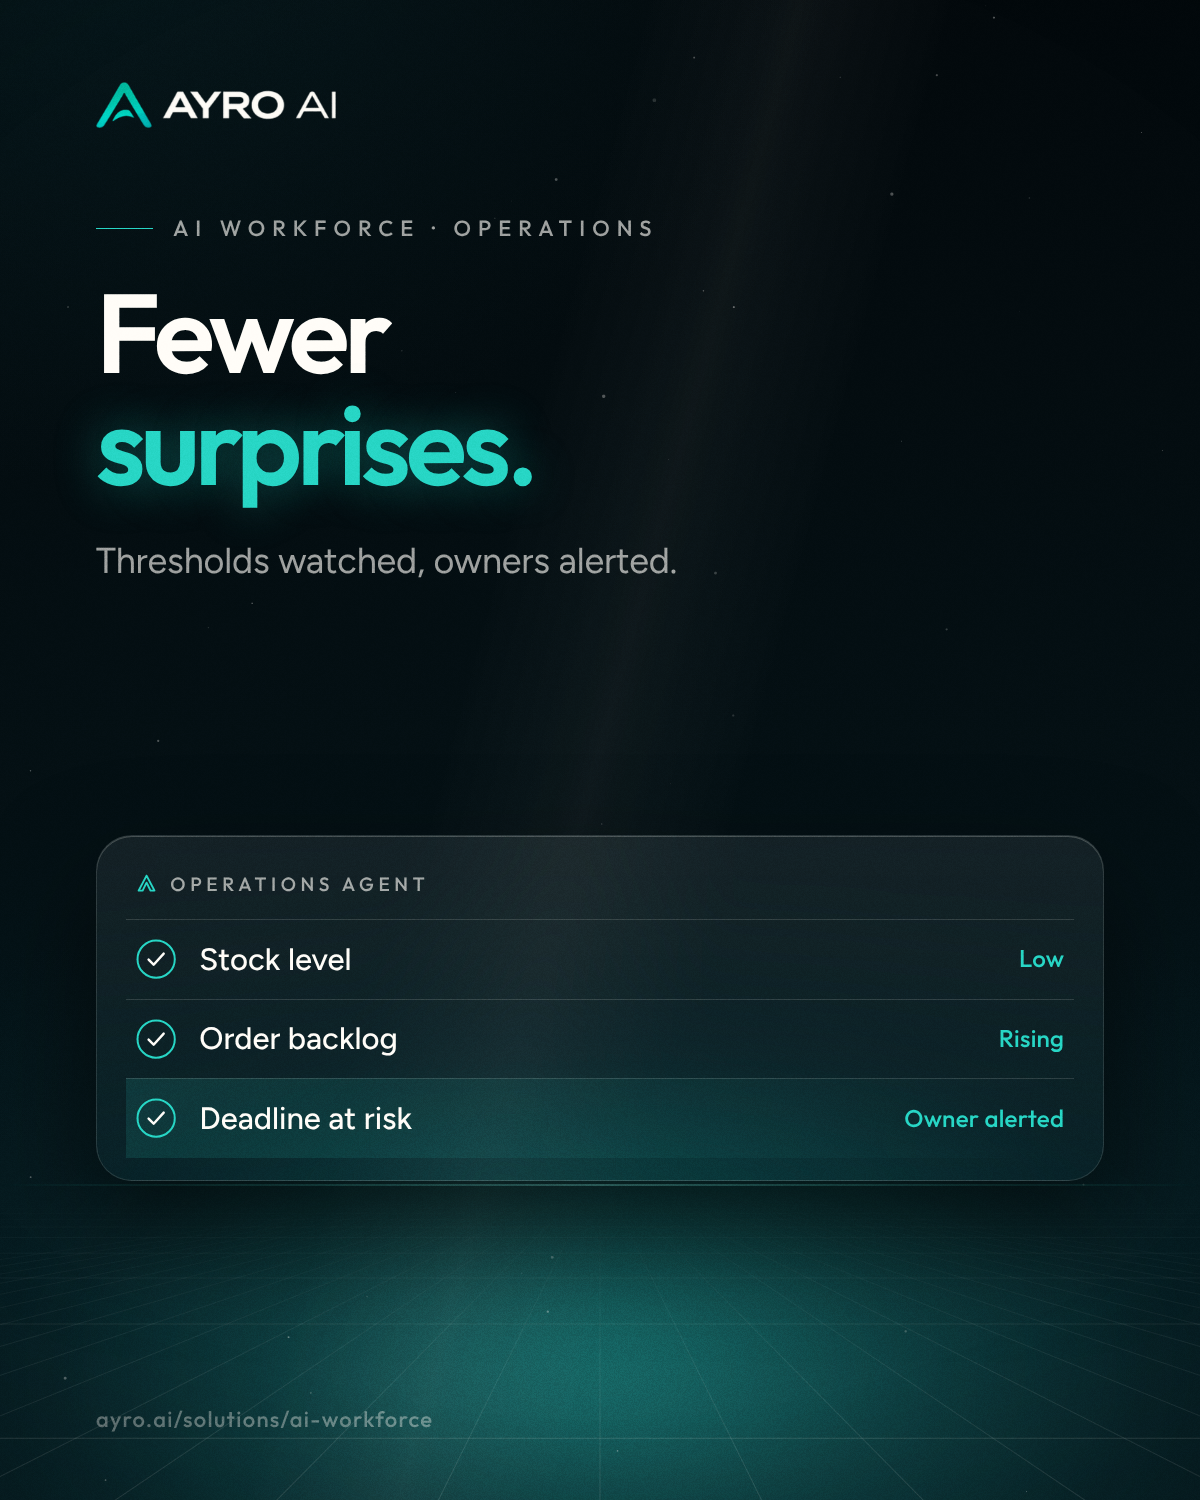 AYRO AI
AI WORKFORCE · OPERATIONS
Fewer
surprises.
Thresholds watched, owners alerted.
OPERATIONS AGENT
Stock level
Low
Order backlog
Rising
Deadline at risk
Owner alerted
ayro.ai/solutions/ai-workforce